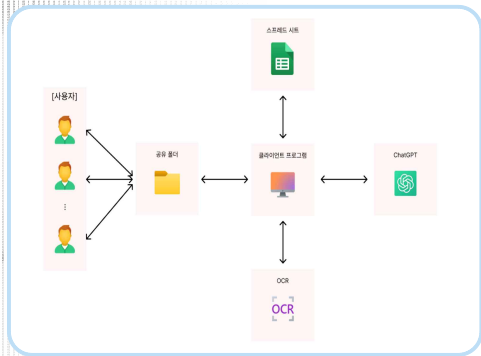 스프레드 시트
[사용자]
공유 폴더
클라이언트 프로그램
ChatGPT
OCR
OCR